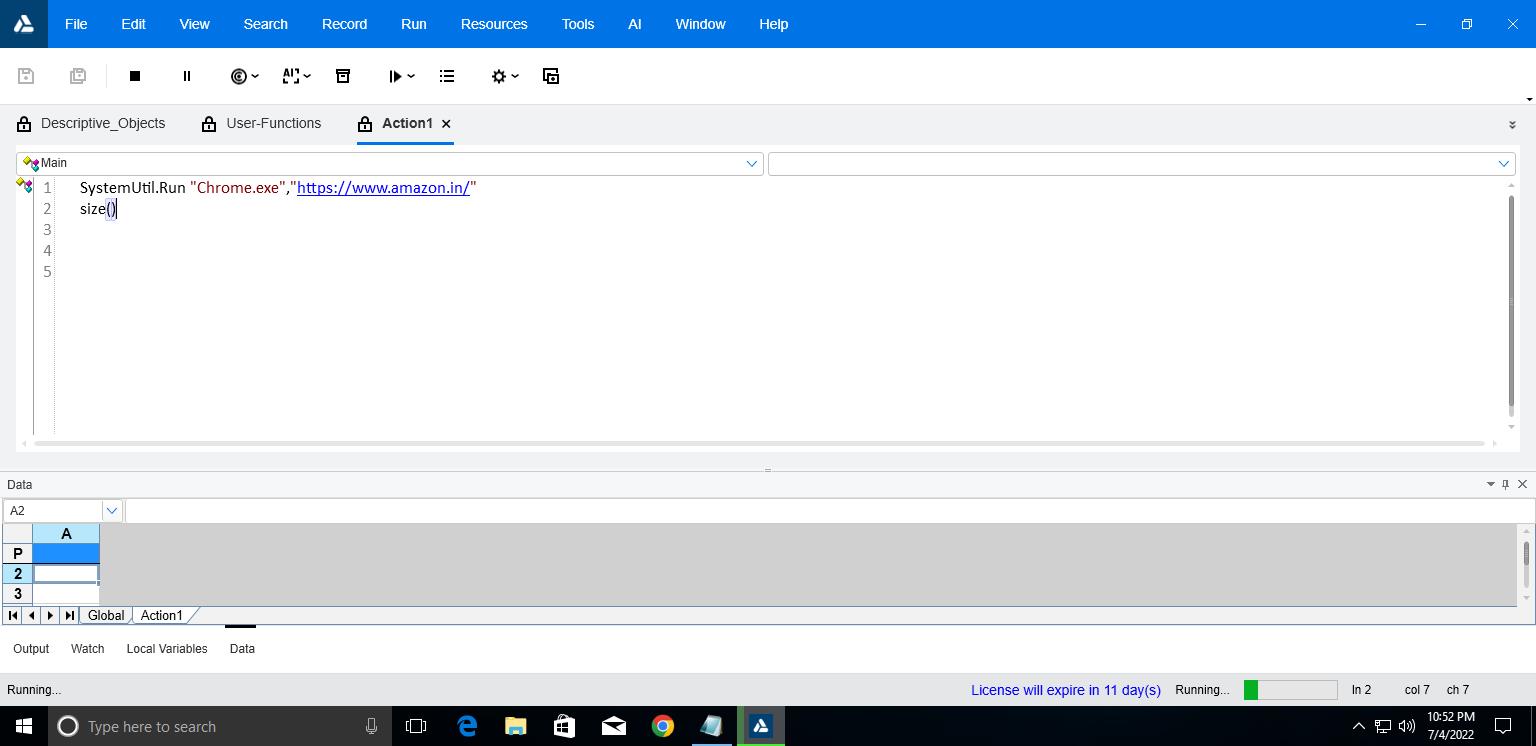 File Edit View Search Record Run Resources Tools AI Window Help
AI
Descriptive_Objects User-Functions Action1
Main
1 SystemUtil.Run "Chrome.exe","https://www.amazon.in/"
2 size()
3
4
5
Data
A2
A
P
2
3
Global Action1
Output Watch Local Variables Data
Running... License will expire in 11 day(s) Running... ln 2 col 7 ch 7
Type here to search 10:52 PM
7/4/2022